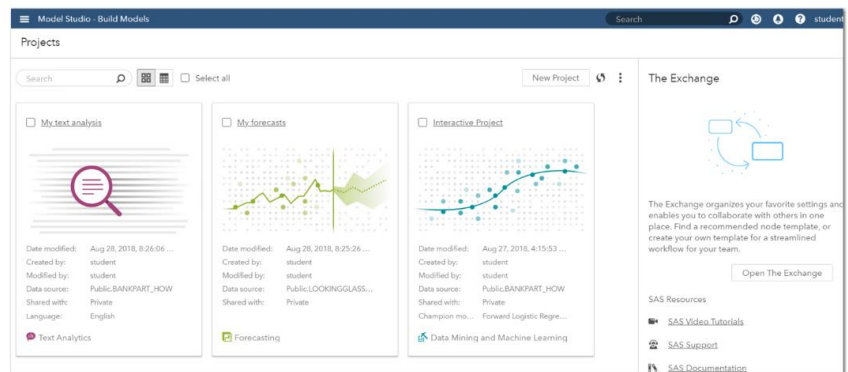 Model Studio - Build Models
Search
student
Projects
Search
Select all
New Project
The Exchange
My text analysis
My forecasts
Interactive Project
The Exchange organizes your favorite settings and
enables you to collaborate with others in one
place. Find a recommended node template, or
create your own template for a streamlined
workflow for your team.
Open The Exchange
Date modified: Aug 28, 2018, 8:26:06 ...
Created by: student
Modified by: student
Data source: Public.BANKPART_HOW
Shared with: Private
Language: English
Text Analytics
Date modified: Aug 28, 2018, 8:25:26 ...
Created by: student
Modified by: student
Data source: Public.LOOKINGGLASS...
Shared with: Private
Forecasting
Date modified: Aug 27, 2018, 4:15:53 ...
Created by: student
Modified by: student
Data source: Public.BANKPART_HOW
Shared with: Private
Champion mo... Forward Logistic Regre...
Data Mining and Machine Learning
SAS Resources
SAS Video Tutorials
SAS Support
SAS Documentation